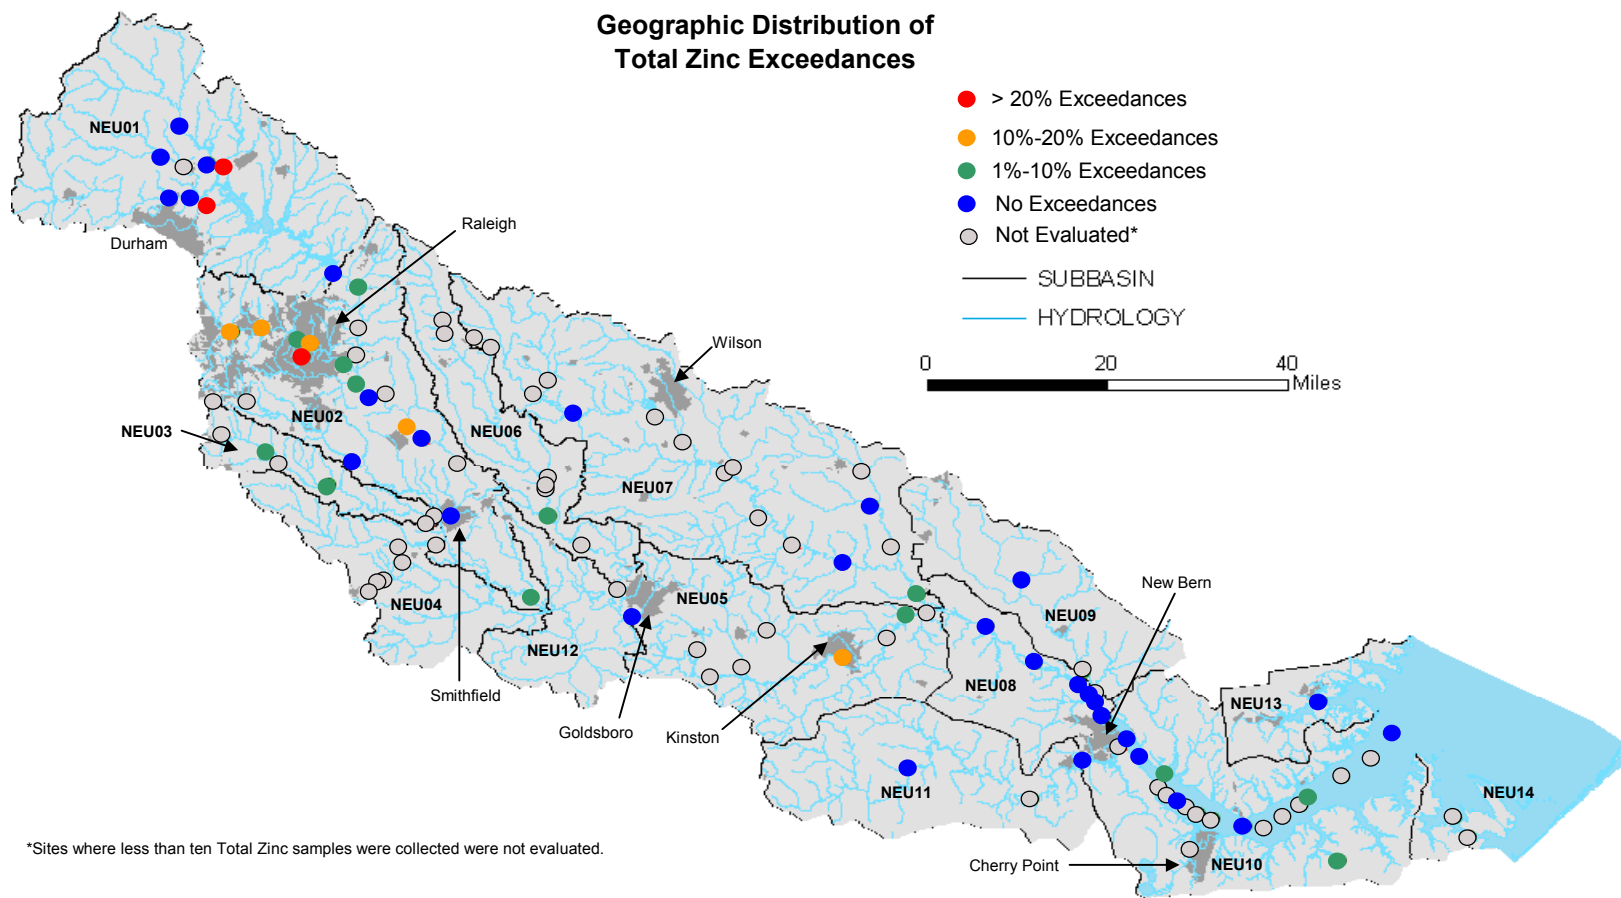 Geographic Distribution of
Total Zinc Exceedances
> 20% Exceedances
10%-20% Exceedances
1%-10% Exceedances
No Exceedances
Not Evaluated*
SUBBASIN
HYDROLOGY
0 20 40
Miles
NEU01
Durham
Raleigh
Wilson
NEU02
NEU03
NEU06
NEU07
NEU04
NEU05
NEU12
Smithfield
Goldsboro
Kinston
NEU08
NEU09
New Bern
NEU11
NEU13
NEU14
NEU10
Cherry Point
*Sites where less than ten Total Zinc samples were collected were not evaluated.